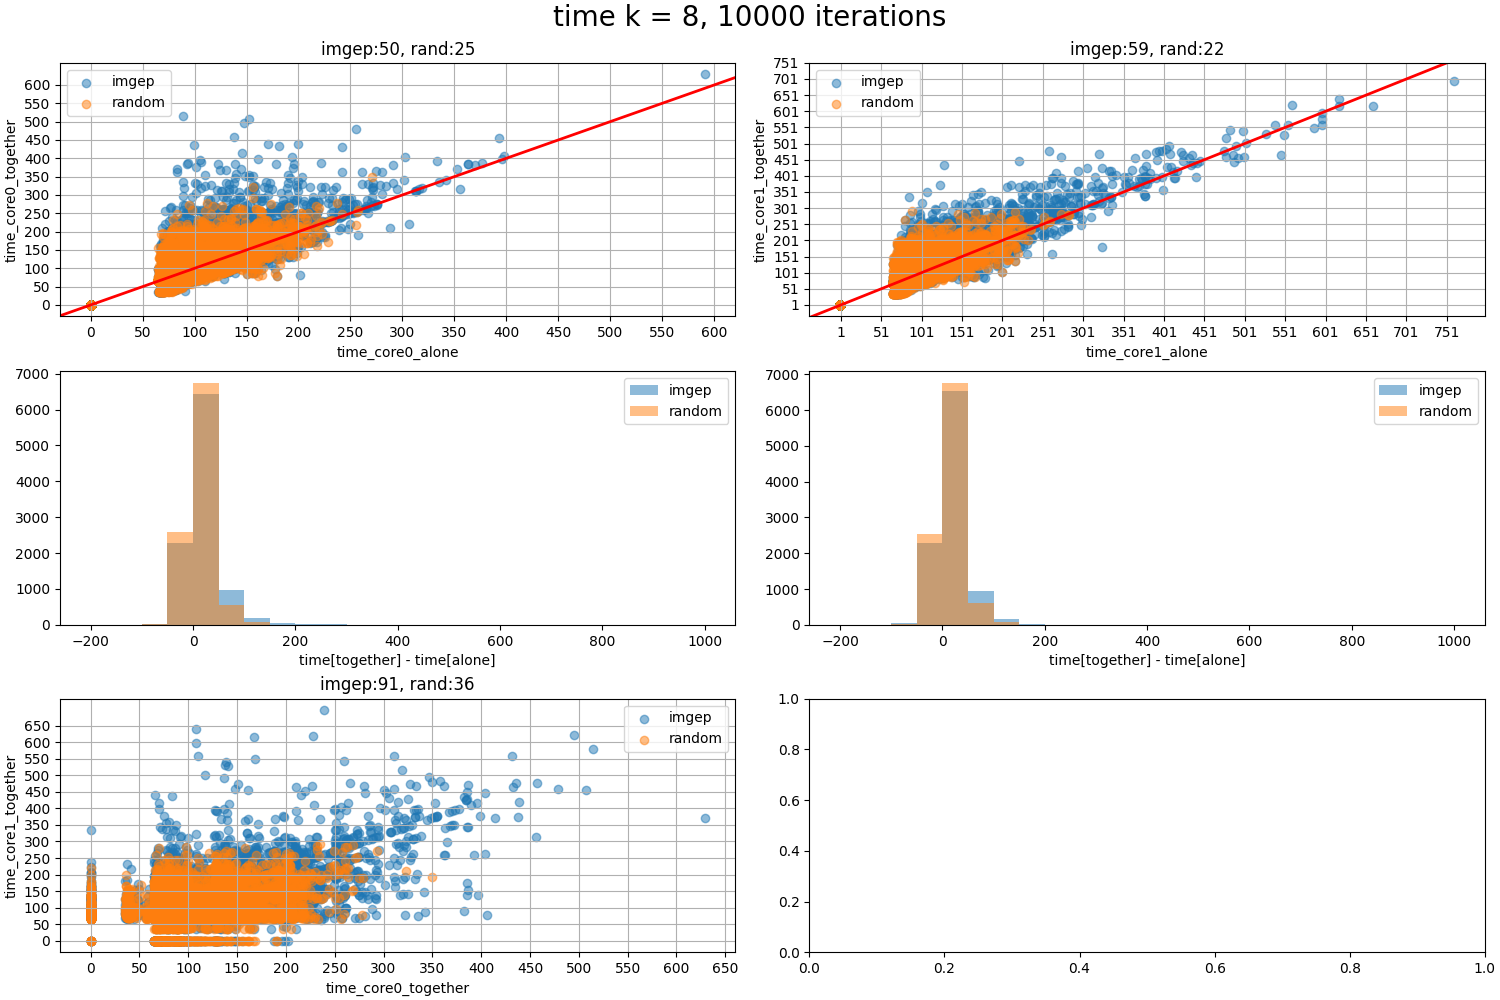 time k = 8, 10000 iterations
imgep:50, rand:25
imgep
random
time_core0_together
600
550
500
450
400
350
300
250
200
150
100
50
0
0 50 100 150 200 250 300 350 400 450 500 550 600
time_core0_alone
imgep:59, rand:22
imgep
random
time_core1_together
751
701
651
601
551
501
451
401
351
301
251
201
151
101
51
1
1 51 101 151 201 251 301 351 401 451 501 551 601 651 701 751
time_core1_alone
imgep
random
7000
6000
5000
4000
3000
2000
1000
0
−200 0 200 400 600 800 1000
time[together] - time[alone]
imgep
random
7000
6000
5000
4000
3000
2000
1000
0
−200 0 200 400 600 800 1000
time[together] - time[alone]
imgep:91, rand:36
imgep
random
time_core1_together
650
600
550
500
450
400
350
300
250
200
150
100
50
0
0 50 100 150 200 250 300 350 400 450 500 550 600 650
time_core0_together
1.0
0.8
0.6
0.4
0.2
0.0
0.0 0.2 0.4 0.6 0.8 1.0